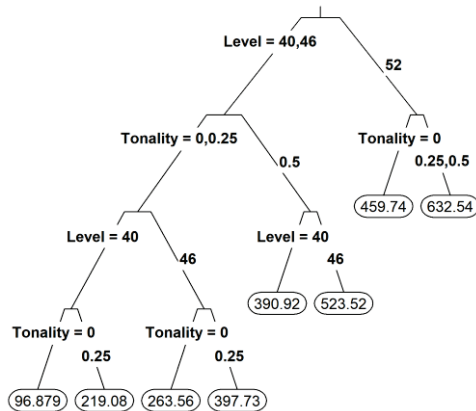 Level = 40,46
52
Tonality = 0,0.25
0.5
Tonality = 0
0.25,0.5
459.74
632.54
Level = 40
46
Level = 40
46
390.92
523.52
Tonality = 0
0.25
Tonality = 0
0.25
96.879
219.08
263.56
397.73